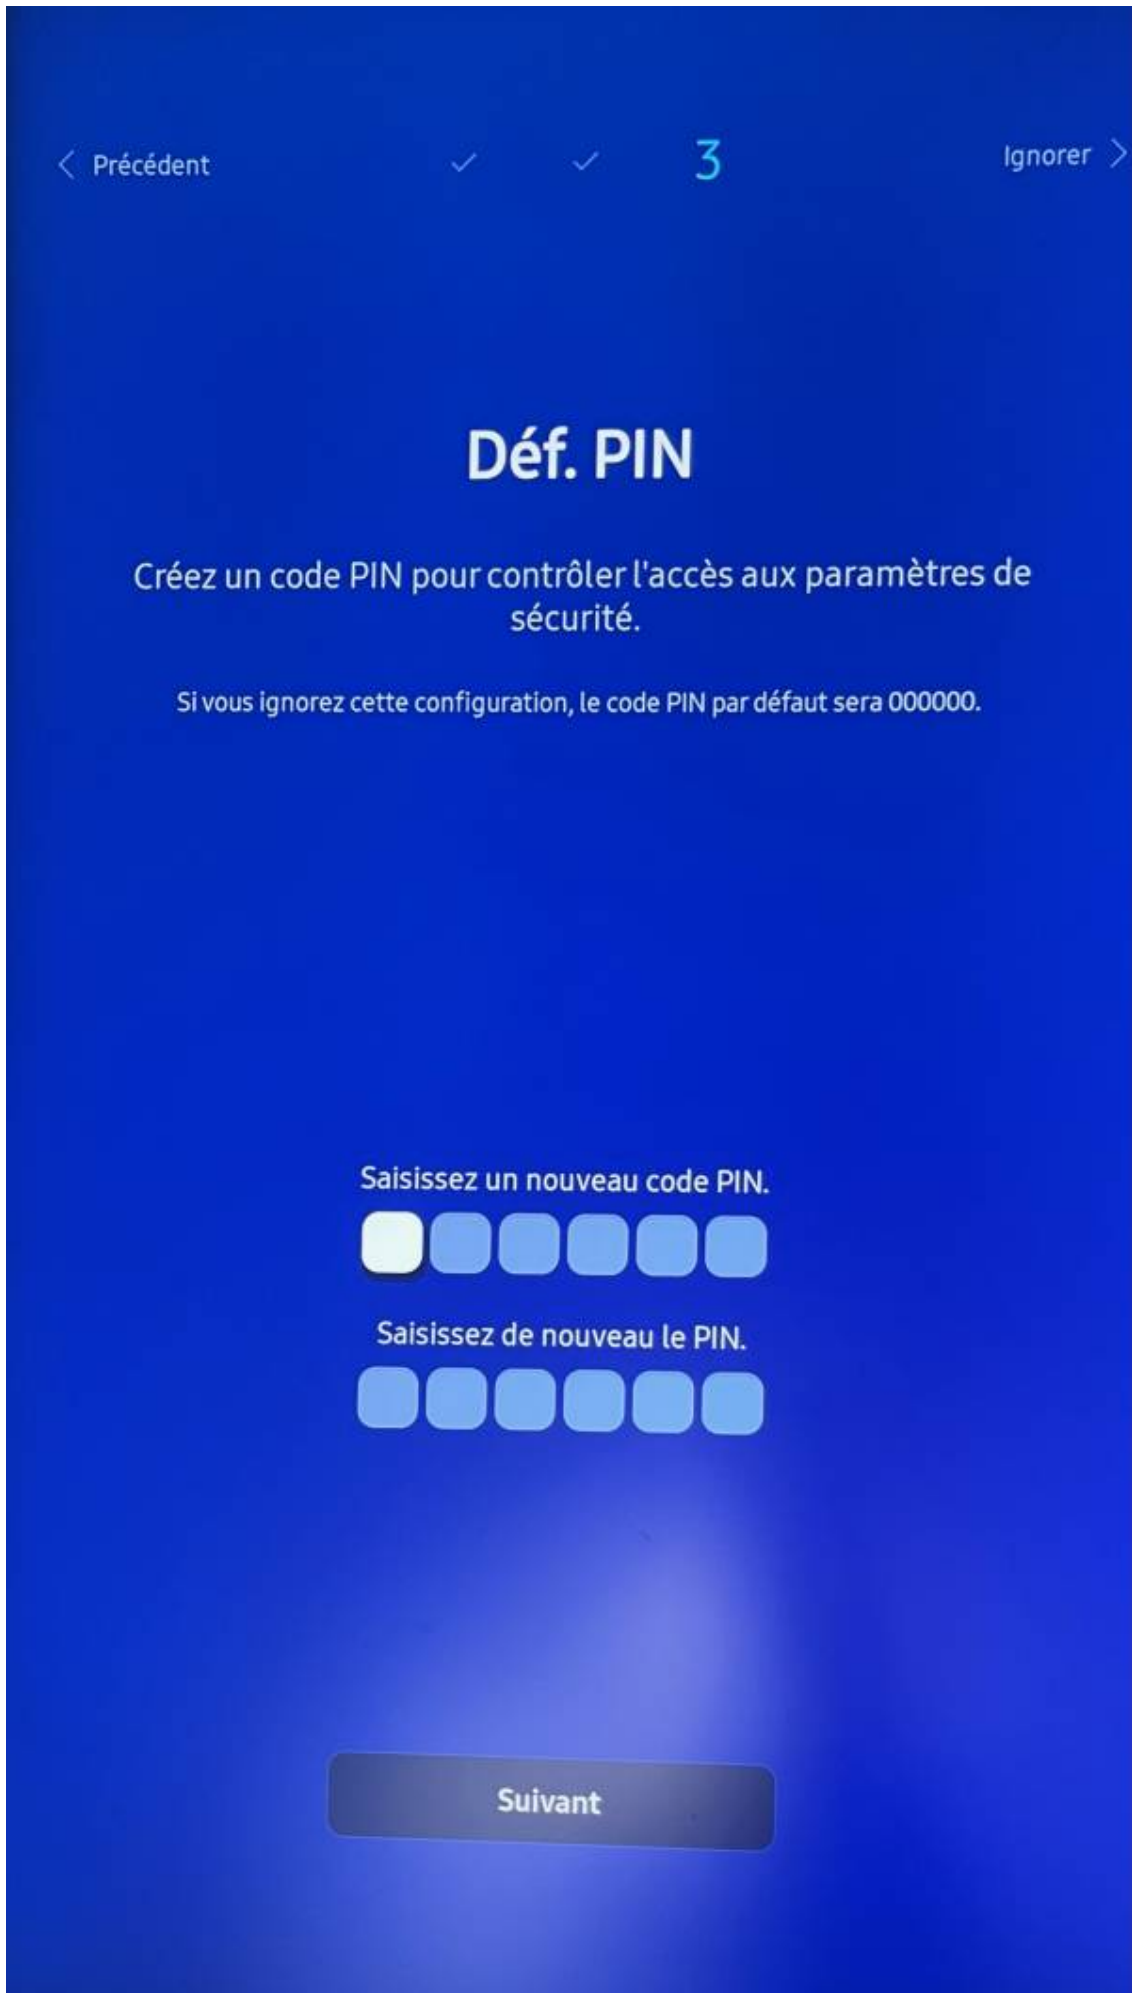 Précédent
3
Ignorer
Déf. PIN
Créez un code PIN pour contrôler l'accès aux paramètres de
sécurité.
Si vous ignorez cette configuration, le code PIN par défaut sera 000000.
Saisissez un nouveau code PIN.
Saisissez de nouveau le PIN.
Suivant